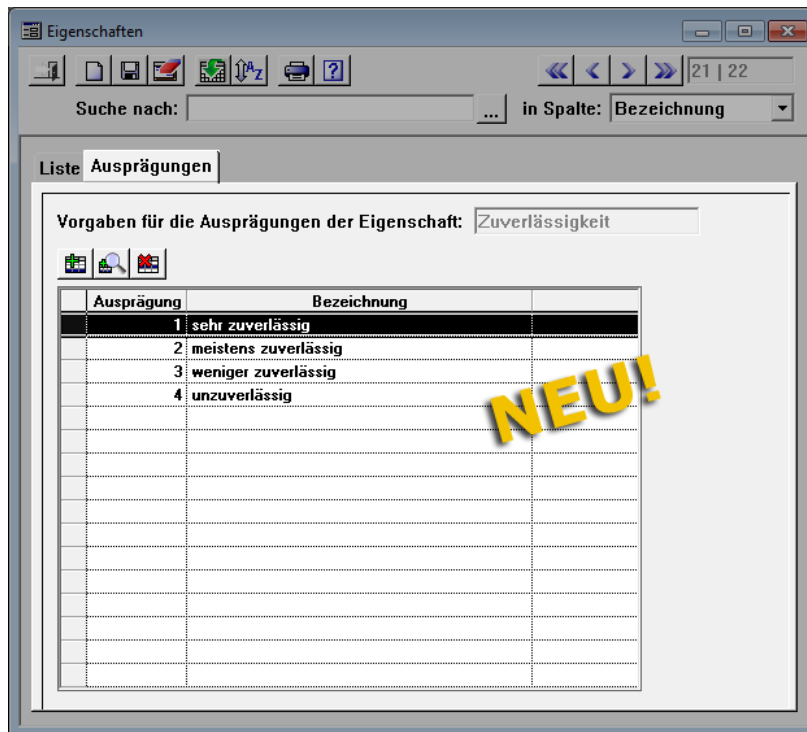 Eigenschaften
21 | 22
Suche nach: ... in Spalte: Bezeichnung
Liste Ausprägungen
Vorgaben für die Ausprägungen der Eigenschaft: Zuverlässigkeit
Ausprägung Bezeichnung
1 sehr zuverlässig
2 meistens zuverlässig
3 weniger zuverlässig
4 unzuverlässig
NEU!